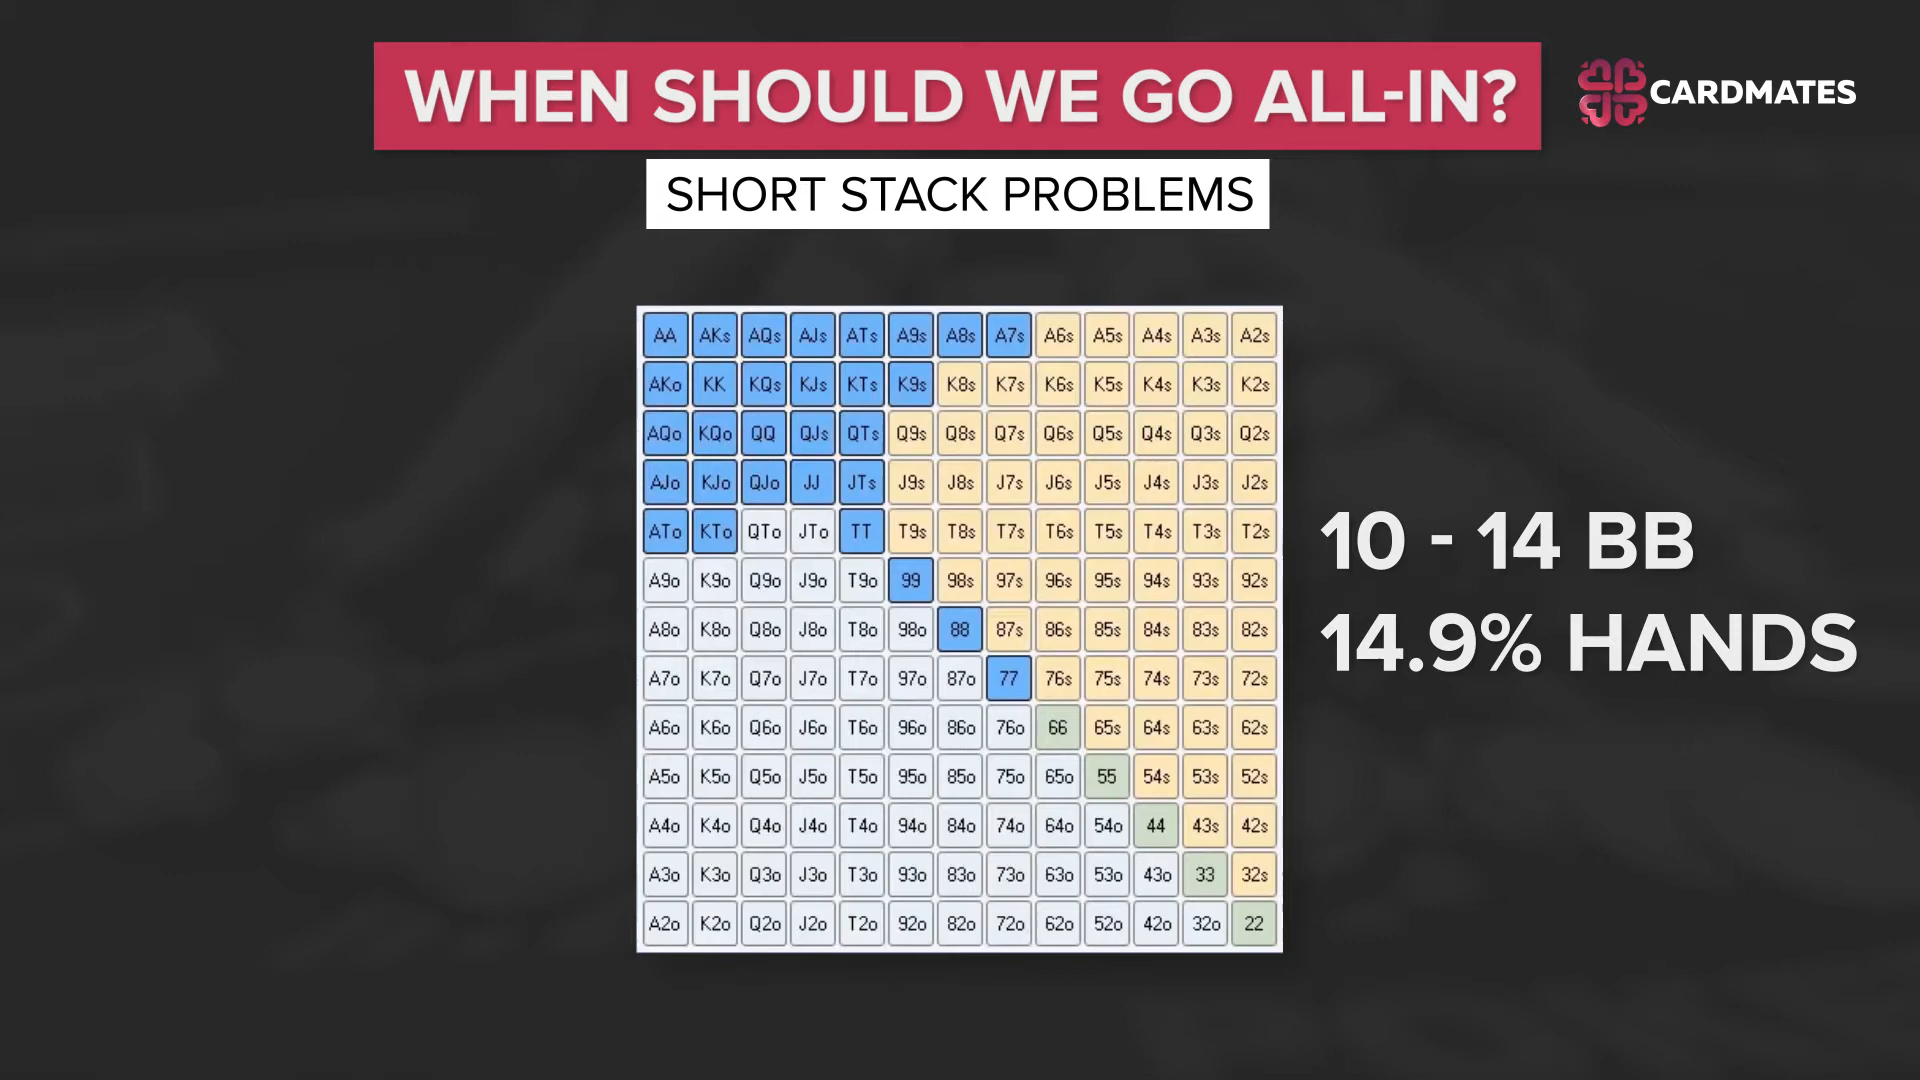 WHEN SHOULD WE GO ALL-IN?
CARDMATES
SHORT STACK PROBLEMS
AA AKs AQs AJs ATs A9s A8s A7s A6s A5s A4s A3s A2s
AKo KK KQs KJs KTs K9s K8s K7s K6s K5s K4s K3s K2s
AQo KQo QQ QJs QTs Q9s Q8s Q7s Q6s Q5s Q4s Q3s Q2s
AJo KJo QJo JJ JTs J9s J8s J7s J6s J5s J4s J3s J2s
ATo KTo QTo JTo TT T9s T8s T7s T6s T5s T4s T3s T2s
A9o K9o Q9o J9o T9o 99 98s 97s 96s 95s 94s 93s 92s
A8o K8o Q8o J8o T8o 98o 88 87s 86s 85s 84s 83s 82s
A7o K7o Q7o J7o T7o 97o 87o 77 76s 75s 74s 73s 72s
A6o K6o Q6o J6o T6o 96o 86o 76o 66 65s 64s 63s 62s
A5o K5o Q5o J5o T5o 95o 85o 75o 65o 55 54s 53s 52s
A4o K4o Q4o J4o T4o 94o 84o 74o 64o 54o 44 43s 42s
A3o K3o Q3o J3o T3o 93o 83o 73o 63o 53o 43o 33 32s
A2o K2o Q2o J2o T2o 92o 82o 72o 62o 52o 42o 32o 22
10 - 14 BB
14.9% HANDS